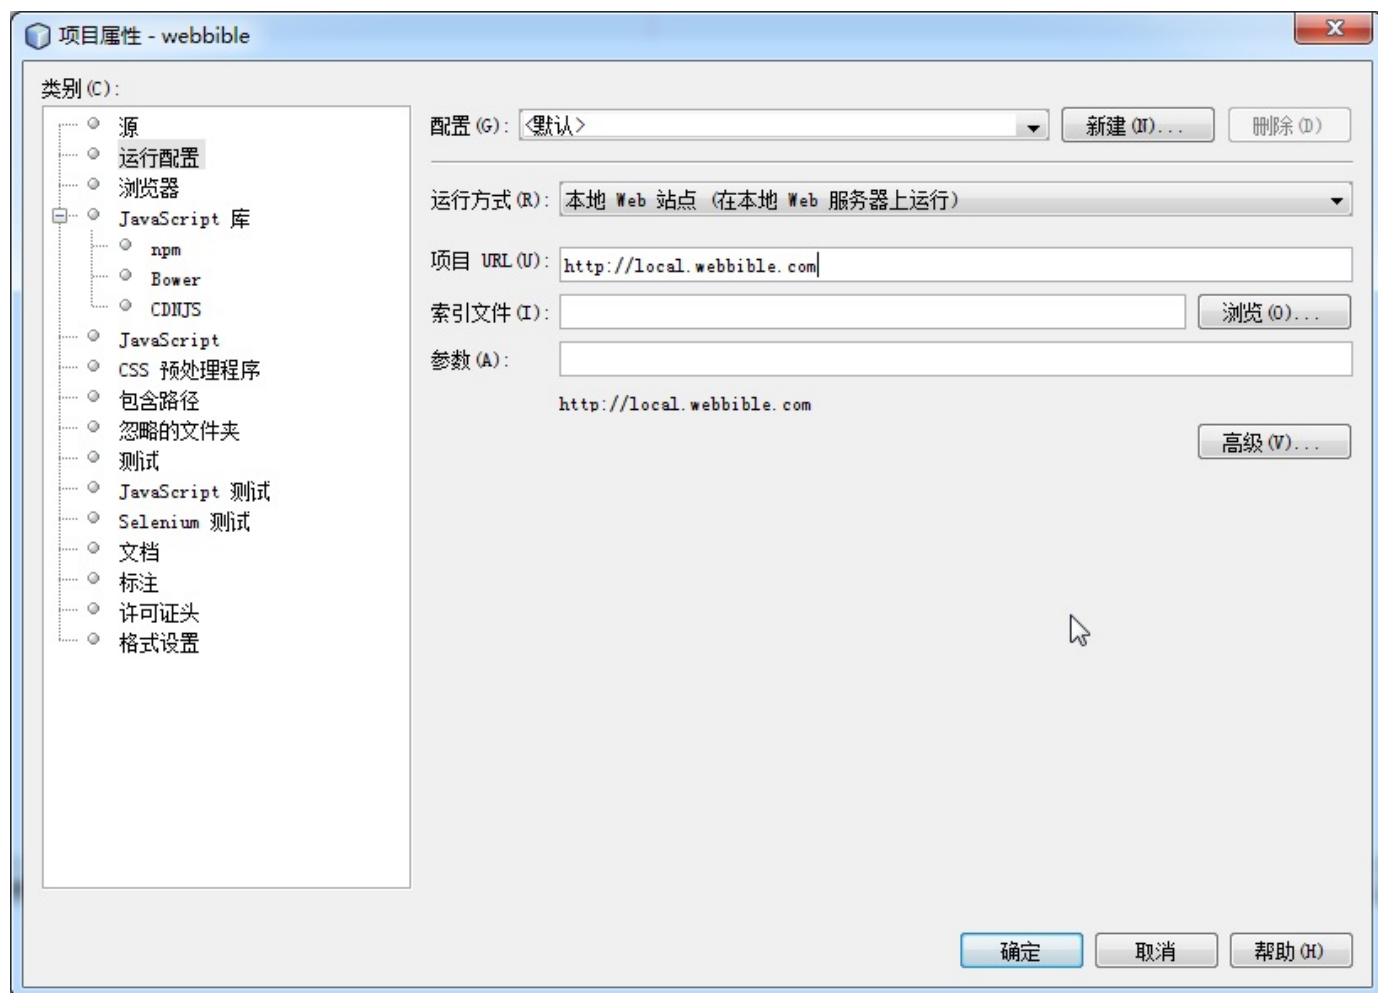 项目属性 - webbible
类别(C):
源
运行配置
浏览器
JavaScript 库
npm
Bower
CDNJS
JavaScript
CSS 预处理程序
包含路径
忽略的文件夹
测试
JavaScript 测试
Selenium 测试
文档
标注
许可证头
格式设置
配置(G): <默认> 新建(N)... 删除(D)
运行方式(R): 本地 Web 站点 (在本地 Web 服务器上运行)
项目 URL(U): http://local.webbible.com
索引文件(I): 浏览(O)...
参数(A):
http://local.webbible.com
高级(V)...
确定 取消 帮助(H)